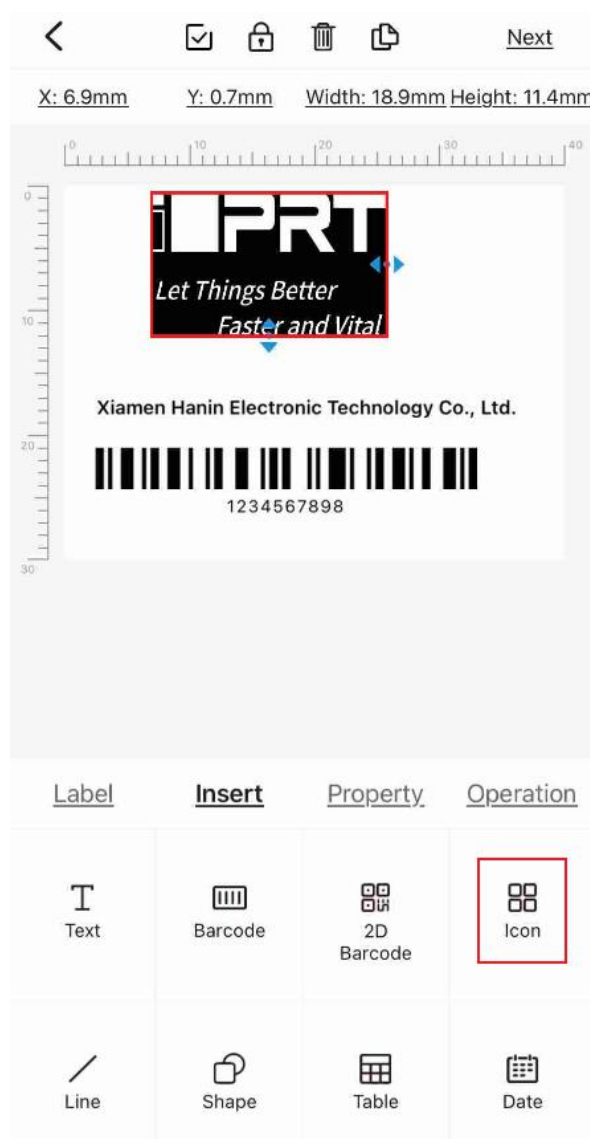 Next
X: 6.9mm Y: 0.7mm Width: 18.9mm Height: 11.4mm
0 10 20 30 40
0
iPRT
Let Things Better
10
Faster and Vital
Xiamen Hanin Electronic Technology Co., Ltd.
20
1234567898
30
Label Insert Property Operation
Text Barcode 2D Barcode Icon
Line Shape Table Date